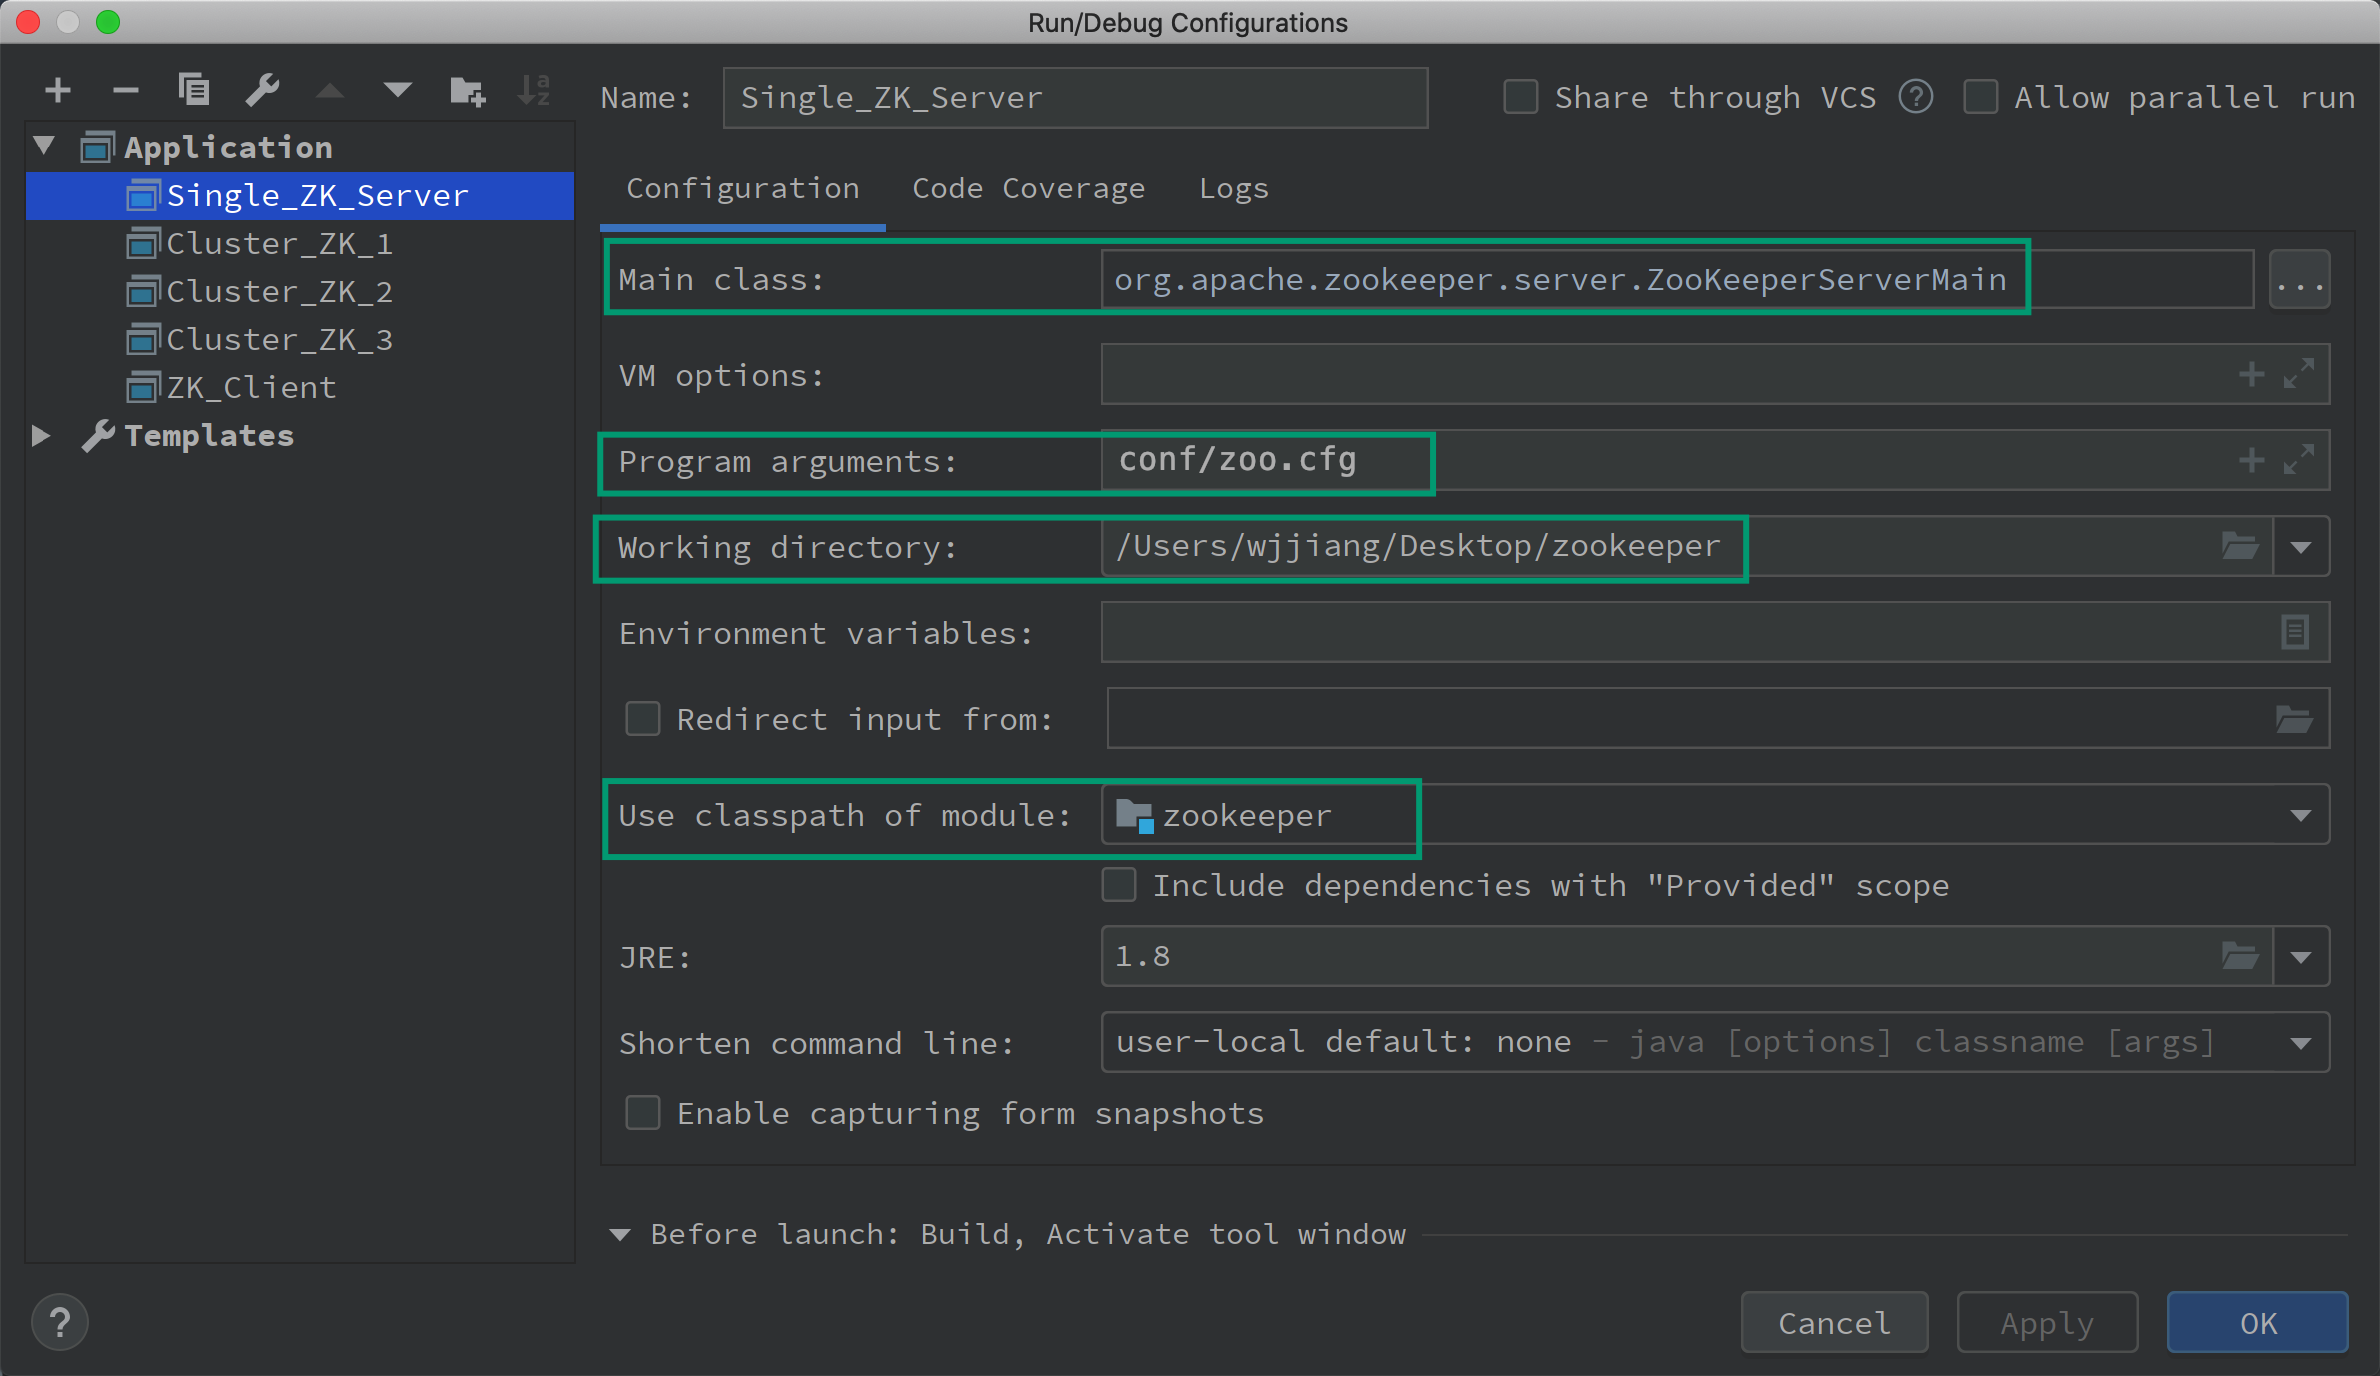 Run/Debug Configurations
Name: Single_ZK_Server
Share through VCS ?
Allow parallel run
Application
Single_ZK_Server
Cluster_ZK_1
Cluster_ZK_2
Cluster_ZK_3
ZK_Client
Templates
Configuration Code Coverage Logs
Main class: org.apache.zookeeper.server.ZooKeeperServerMain ...
VM options:
Program arguments: conf/zoo.cfg
Working directory: /Users/wjjiang/Desktop/zookeeper
Environment variables:
Redirect input from:
Use classpath of module: zookeeper
Include dependencies with "Provided" scope
JRE: 1.8
Shorten command line: user-local default: none - java [options] classname [args]
Enable capturing form snapshots
Before launch: Build, Activate tool window
? Cancel Apply OK